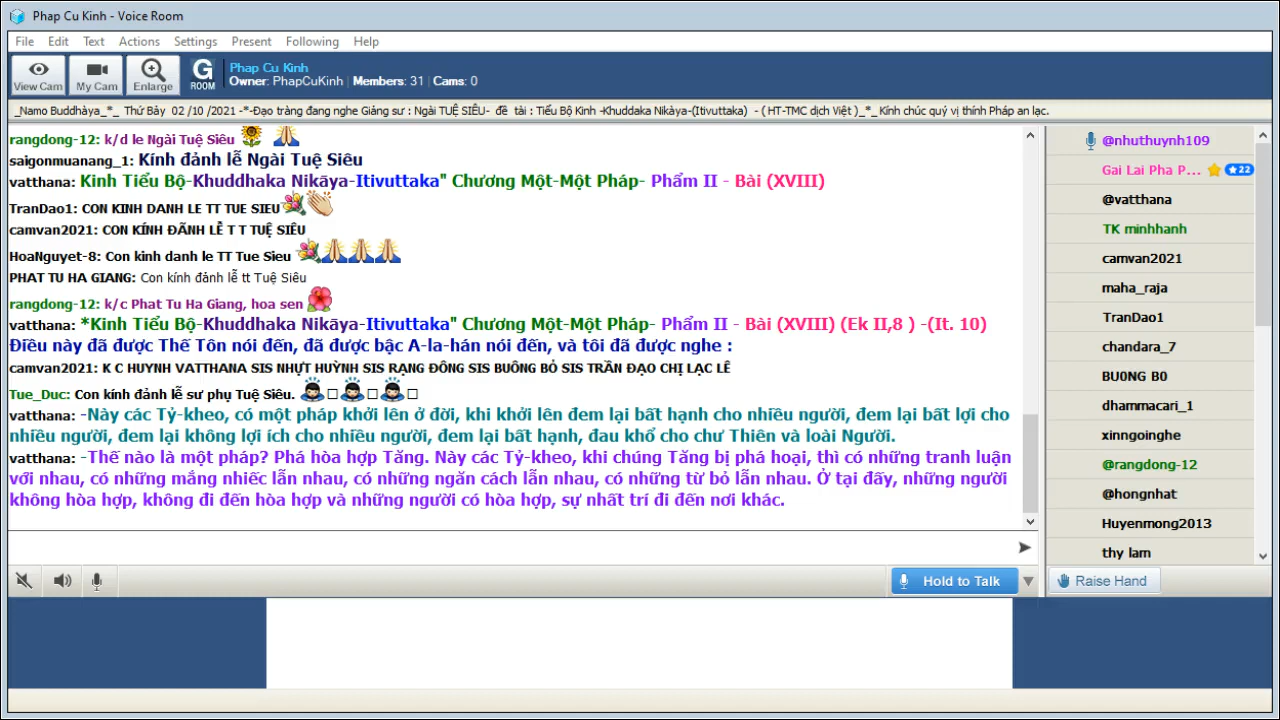 Phap Cu Kinh - Voice Room
File Edit Text Actions Settings Present Following Help
View Cam My Cam Enlarge G ROOM
Phap Cu Kinh
Owner: PhapCuKinh | Members: 31 | Cams: 0
_Namo Buddhàya_*_ Thứ Bảy 02 /10 /2021 -*-Đạo tràng đang nghe Giảng sư : Ngài TUỆ SIÊU- đề tài : Tiểu Bộ Kinh -Khuddaka Nikàya-(Itivuttaka) - ( HT-TMC dịch Việt )_*_ Kính chúc quý vị thính Pháp an lạc.
rangdong-12: k/d le Ngài Tuệ Siêu
saigonmuanang_1: Kính đảnh lễ Ngài Tuệ Siêu
vatthana: Kinh Tiểu Bộ-Khuddhaka Nikāya-Itivuttaka" Chương Một-Một Pháp- Phẩm II - Bài (XVIII)
TranDao1: CON KINH DANH LE TT TUE SIEU
camvan2021: CON KÍNH ĐÃNH LỄ T T TUỆ SIÊU
HoaNguyet-8: Con kinh danh le TT Tue Sieu
PHAT TU HA GIANG: Con kính đảnh lễ tt Tuệ Siêu
rangdong-12: k/c Phat Tu Ha Giang, hoa sen
vatthana: *Kinh Tiểu Bộ-Khuddhaka Nikāya-Itivuttaka" Chương Một-Một Pháp- Phẩm II - Bài (XVIII) (Ek II,8 ) -(It. 10)
Điều này đã được Thế Tôn nói đến, đã được bậc A-la-hán nói đến, và tôi đã được nghe :
camvan2021: K C HUYNH VATTHANA SIS NHỰT HUỲNH SIS RẠNG ĐÔNG SIS BUÔNG BỎ SIS TRẦN ĐẠO CHỊ LẠC LÊ
Tue_Duc: Con kính đảnh lễ sư phụ Tuệ Siêu.
vatthana: -Này các Tỷ-kheo, có một pháp khởi lên ở đời, khi khởi lên đem lại bất hạnh cho nhiều người, đem lại bất lợi cho
nhiều người, đem lại không lợi ích cho nhiều người, đem lại bất hạnh, đau khổ cho chư Thiên và loài Người.
vatthana: -Thế nào là một pháp? Phá hòa hợp Tăng. Này các Tỷ-kheo, khi chúng Tăng bị phá hoại, thì có những tranh luận
với nhau, có những mắng nhiếc lẫn nhau, có những ngăn cách lẫn nhau, có những từ bỏ lẫn nhau. Ở tại đấy, những người
không hòa hợp, không đi đến hòa hợp và những người có hòa hợp, sự nhất trí đi đến nơi khác.
@nhuthuynh109
Gai Lai Pha P... 22
@vatthana
TK minhhanh
camvan2021
maha_raja
TranDao1
chandara_7
BU0NG B0
dhammacari_1
xinngoinghe
@rangdong-12
@hongnhat
Huyenmong2013
thy lam
Hold to Talk
Raise Hand